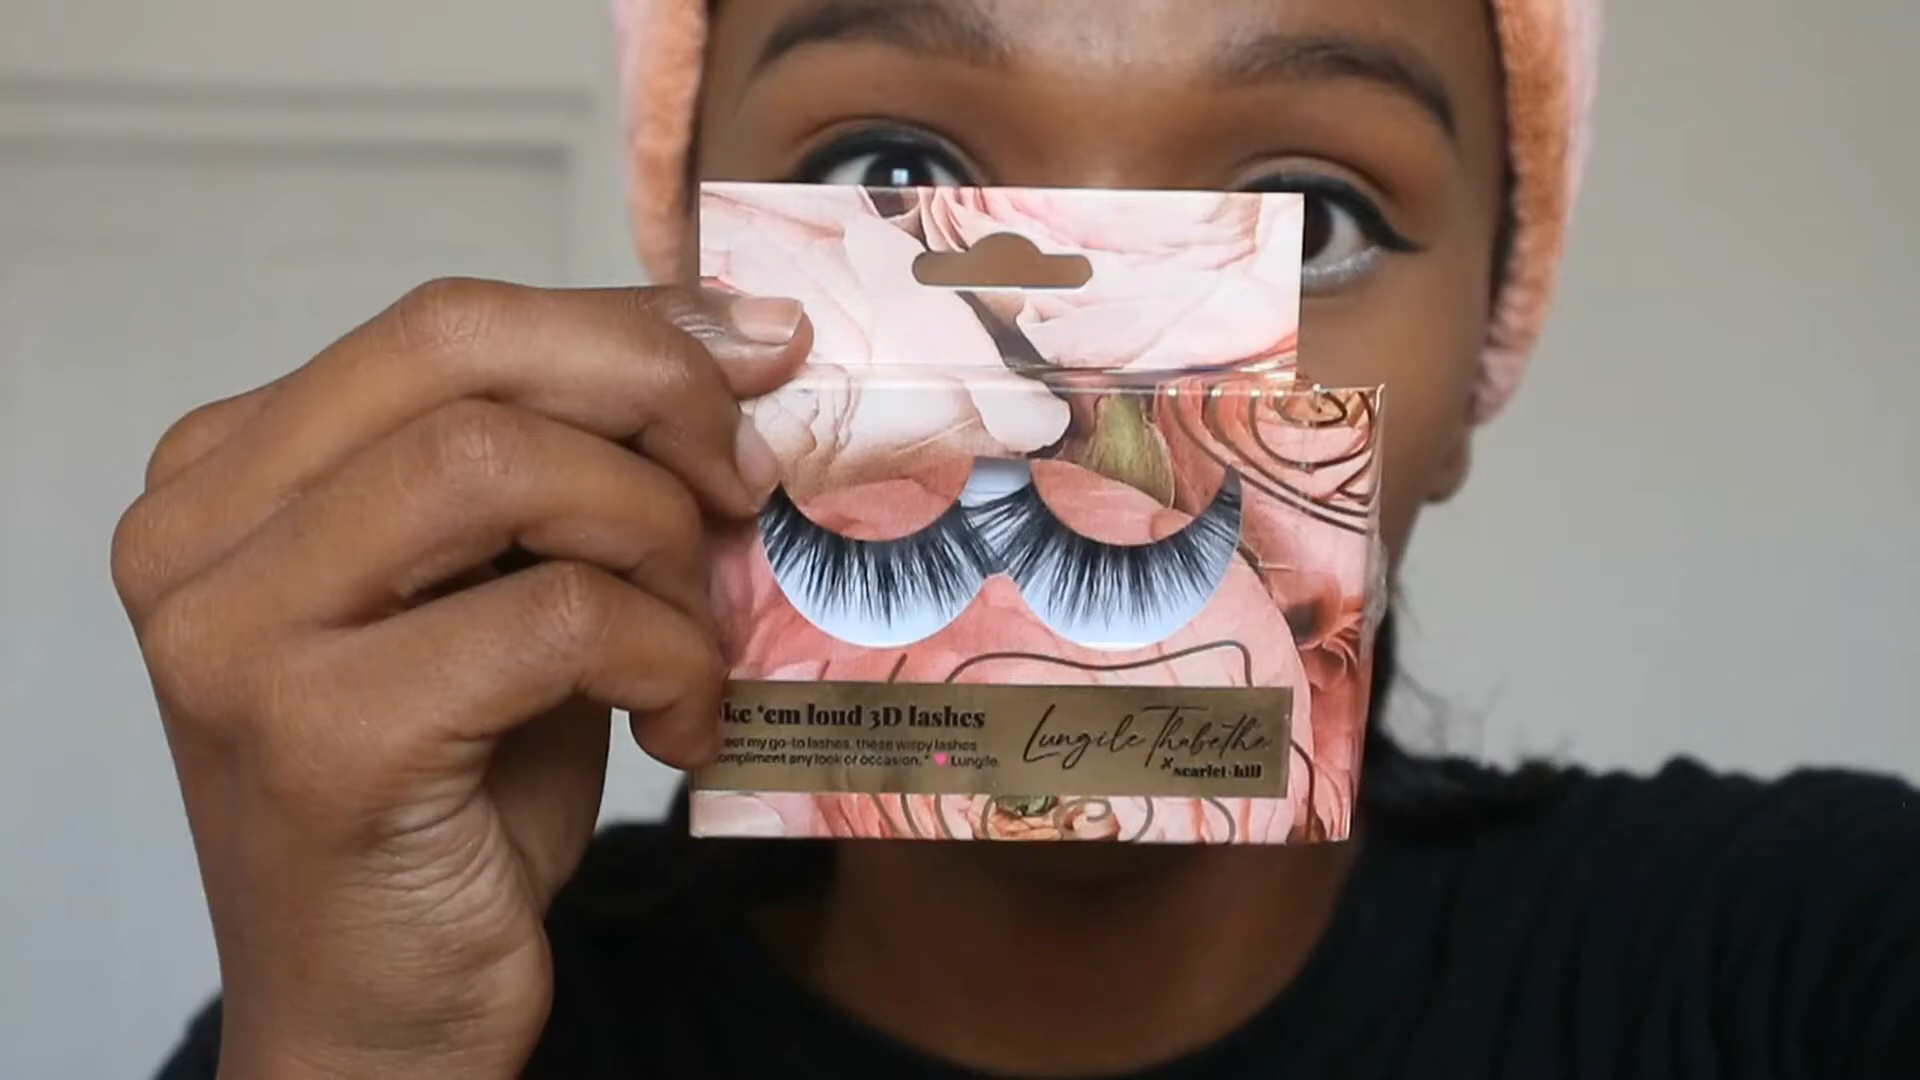 ke 'em loud 3D lashes
eet my go-to lashes, these wispy lashes
ompliment any look or occasion." 🩷 Lungile
Lungile Thabethe
x scarlet hill